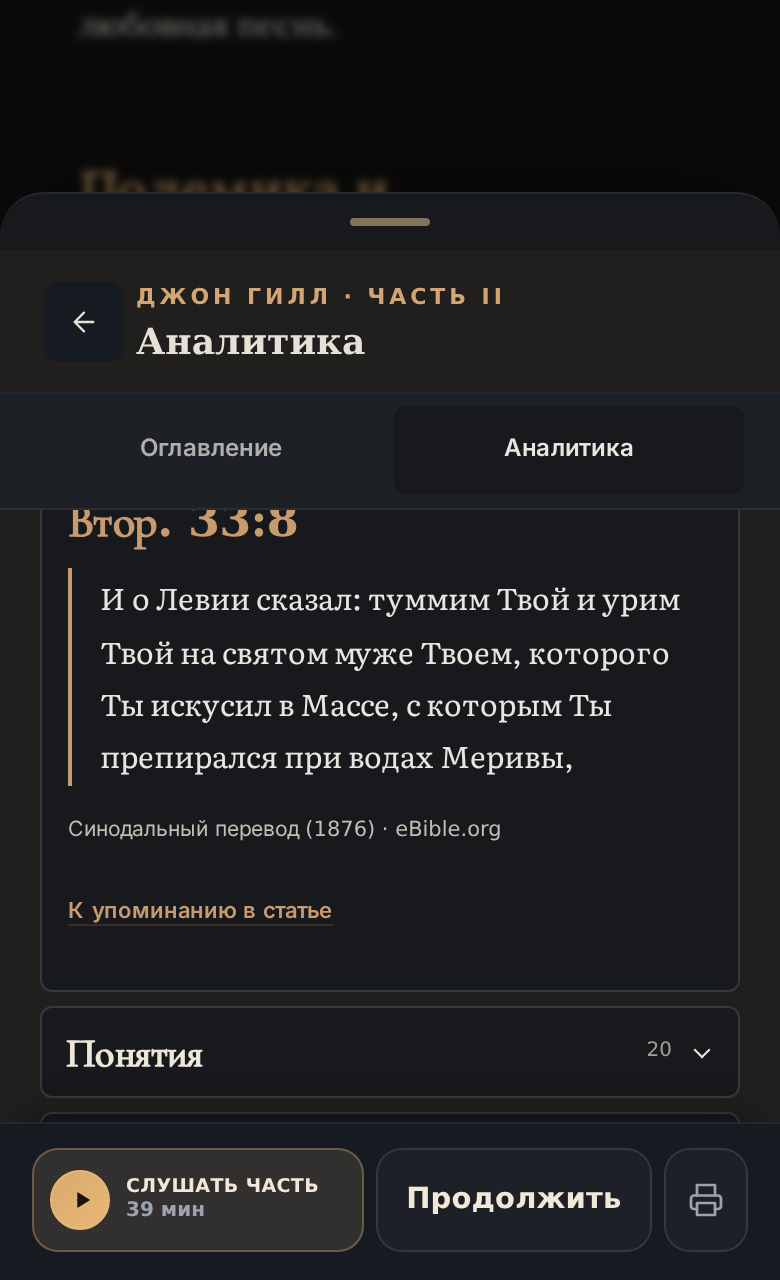 любовная песнь.
Полемика и
ДЖОН ГИЛЛ · ЧАСТЬ II
Аналитика
Оглавление
Аналитика
Втор. 33:8
И о Левии сказал: туммим Твой и урим
Твой на святом муже Твоем, которого
Ты искусил в Массе, с которым Ты
препирался при водах Меривы,
Синодальный перевод (1876) · eBible.org
К упоминанию в статье
Понятия
20
СЛУШАТЬ ЧАСТЬ
39 мин
Продолжить